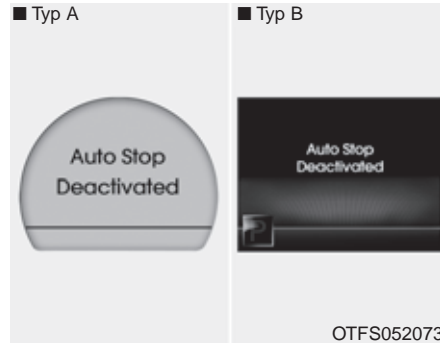 ■ Typ A
Auto Stop
Deactivated
■ Typ B
Auto Stop
Deactivated
P
OTFS052073